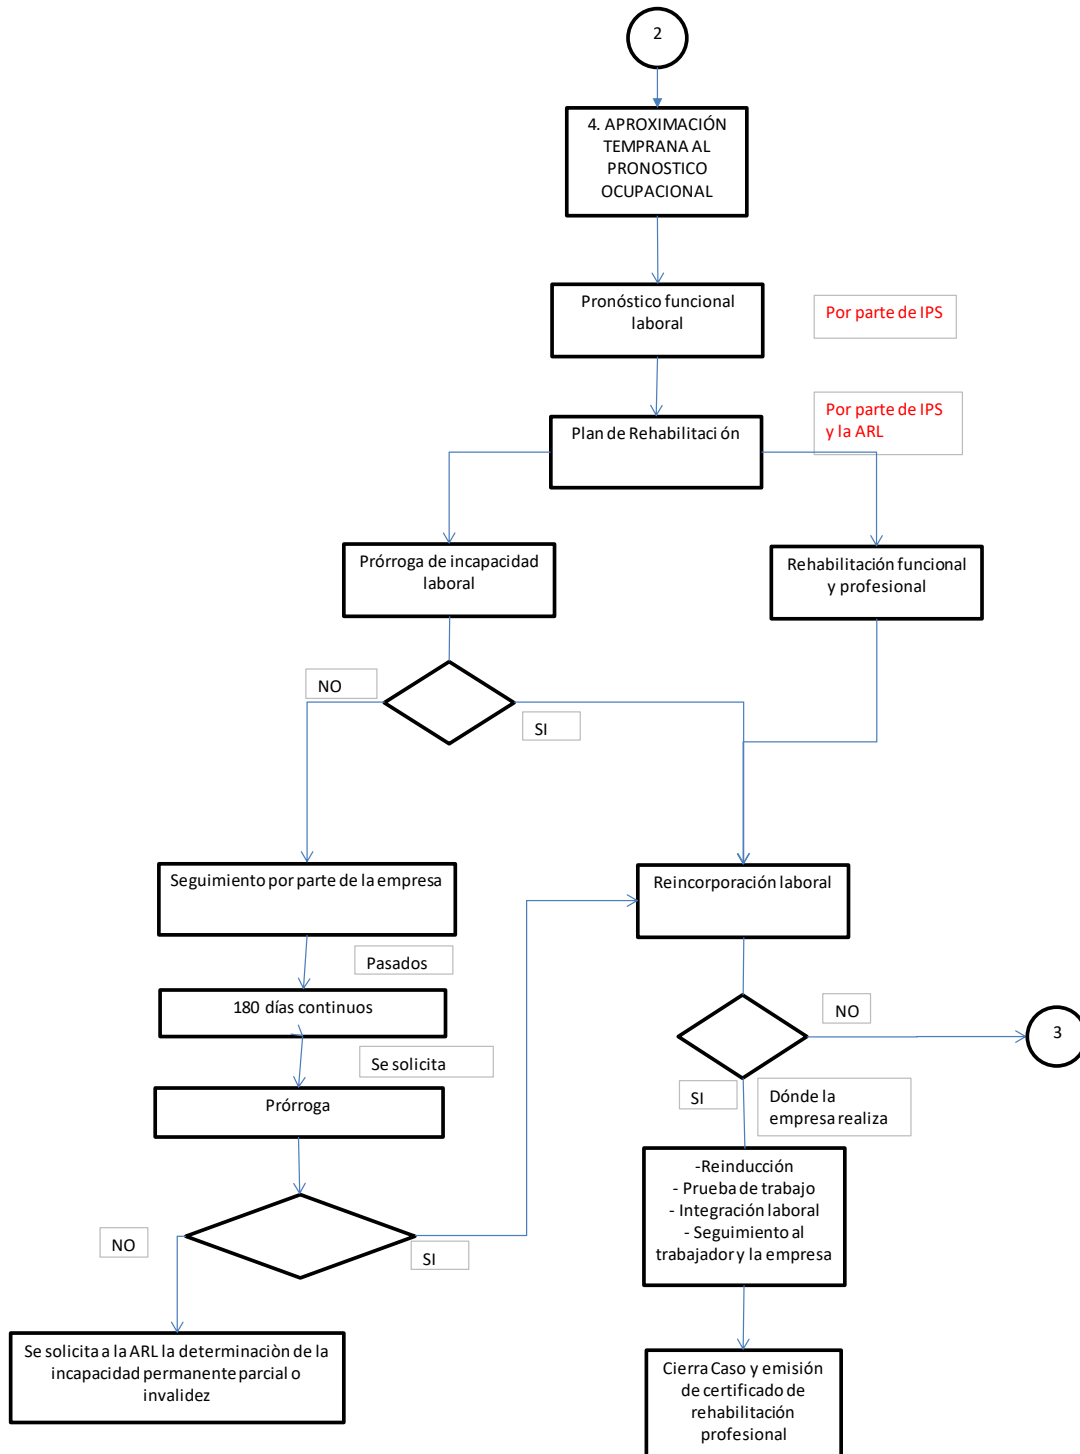 2
4. APROXIMACIÓN
TEMPRANA AL
PRONOSTICO
OCUPACIONAL
Pronóstico funcional
laboral
Por parte de IPS
Plan de Rehabilitación
Por parte de IPS
y la ARL
Prórroga de incapacidad
laboral
Rehabilitación funcional
y profesional
NO
SI
Seguimiento por parte de la empresa
Reincorporación laboral
Pasados
180 días continuos
NO
3
Se solicita
Prórroga
SI
Dónde la
empresa realiza
-Reinducción
- Prueba de trabajo
- Integración laboral
- Seguimiento al
trabajador y la empresa
NO
SI
Se solicita a la ARL la determinaciòn de la
incapacidad permanente parcial o
invalidez
Cierra Caso y emisión
de certificado de
rehabilitación
profesional